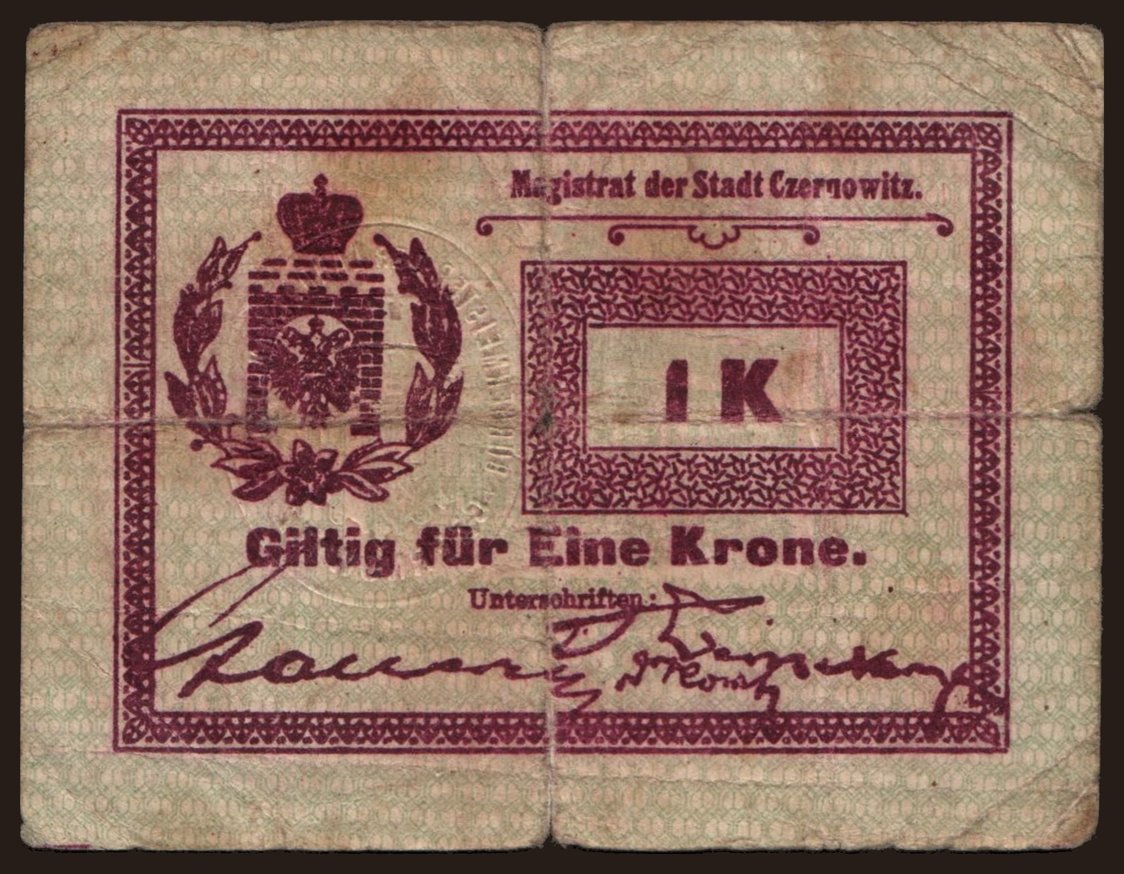 Magistrat der Stadt Czernowitz.
1 K
Giltig für Eine Krone.
Unterschriften: